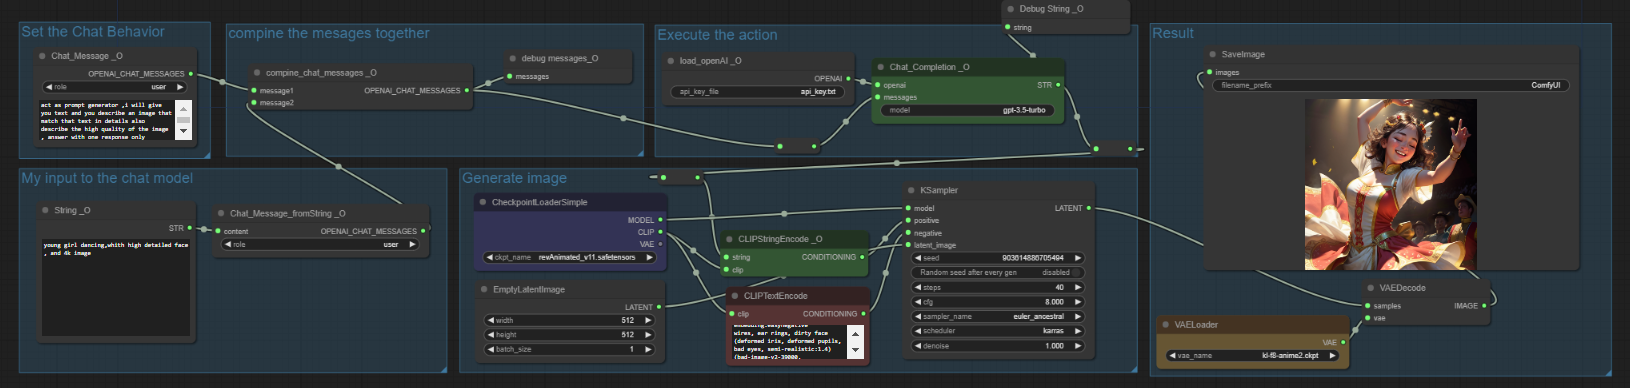 Set the Chat Behavior
Chat_Message _O
OPENAI_CHAT_MESSAGES
role user
act as prompt generator ,i will give
you text and you describe an image that
match that text in details also
describe the high quality of the image
, answer with one response only
compine the mesages together
compine_chat_messages _O
message1 OPENAI_CHAT_MESSAGES
message2
debug messages_O
messages
Execute the action
load_openAI _O
OPENAI
api_key_file api_key.txt
Chat_Completion _O
openai STR
messages
model gpt-3.5-turbo
Debug String _O
string
My input to the chat model
String _O
STR
young girl dancing,whith high detailed face
, and 4k image
Chat_Message_fromString _O
content OPENAI_CHAT_MESSAGES
role user
Generate image
CheckpointLoaderSimple
MODEL
CLIP
VAE
ckpt_name revAnimated_v11.safetensors
EmptyLatentImage
LATENT
width 512
height 512
batch_size 1
CLIPStringEncode _O
string CONDITIONING
clip
CLIPTextEncode
clip CONDITIONING
wires, ear rings, dirty face
(deformed iris, deformed pupils,
bad eyes, semi-realistic:1.4)
(bad-image-v2-39000,
KSampler
model LATENT
positive
negative
latent_image
seed 903614886705494
Random seed after every gen disabled
steps 40
cfg 8.000
sampler_name euler_ancestral
scheduler karras
denoise 1.000
Result
SaveImage
images
filename_prefix ComfyUI
VAEDecode
samples IMAGE
vae
VAELoader
VAE
vae_name kl-f8-anime2.ckpt